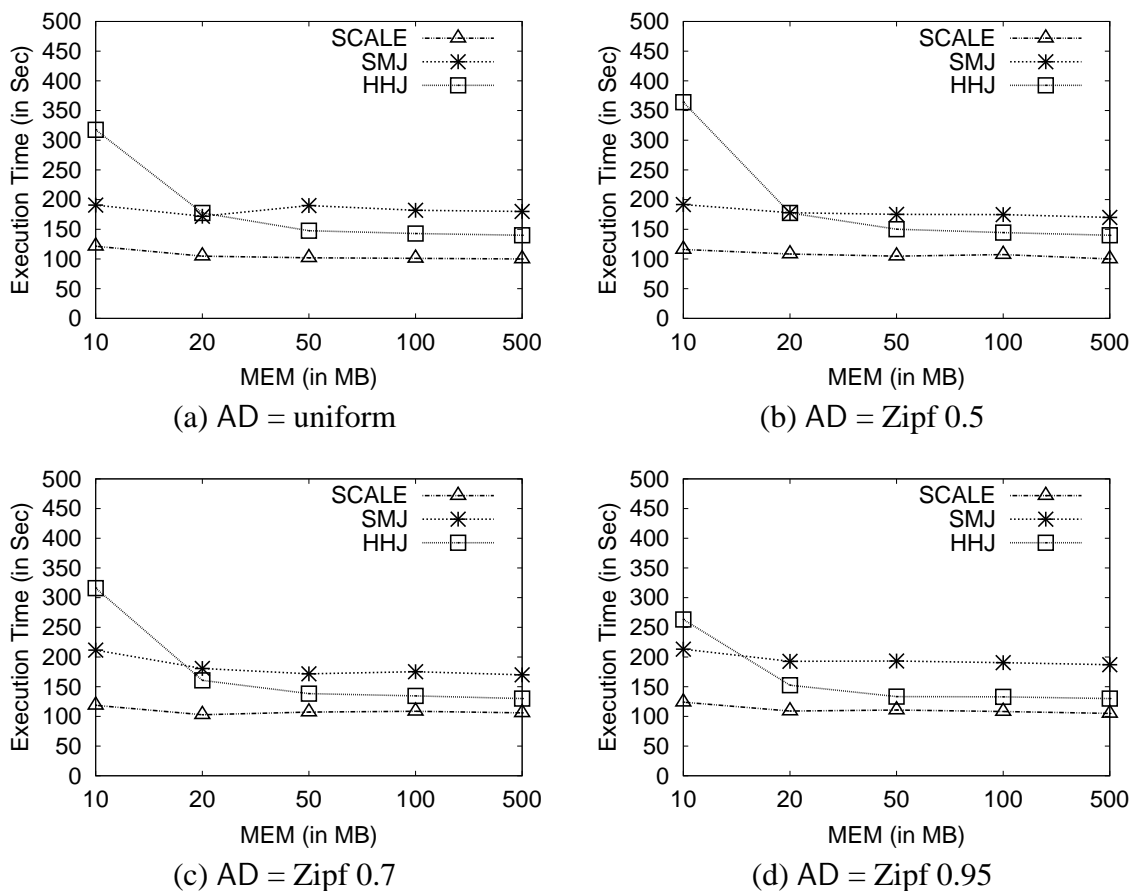 500
450
400
350
300
250
200
150
100
50
0
Execution Time (in Sec)
SCALE
SMJ
HHJ
10 20 50 100 500
MEM (in MB)
(a) AD = uniform
500
450
400
350
300
250
200
150
100
50
0
Execution Time (in Sec)
SCALE
SMJ
HHJ
10 20 50 100 500
MEM (in MB)
(b) AD = Zipf 0.5
500
450
400
350
300
250
200
150
100
50
0
Execution Time (in Sec)
SCALE
SMJ
HHJ
10 20 50 100 500
MEM (in MB)
(c) AD = Zipf 0.7
500
450
400
350
300
250
200
150
100
50
0
Execution Time (in Sec)
SCALE
SMJ
HHJ
10 20 50 100 500
MEM (in MB)
(d) AD = Zipf 0.95